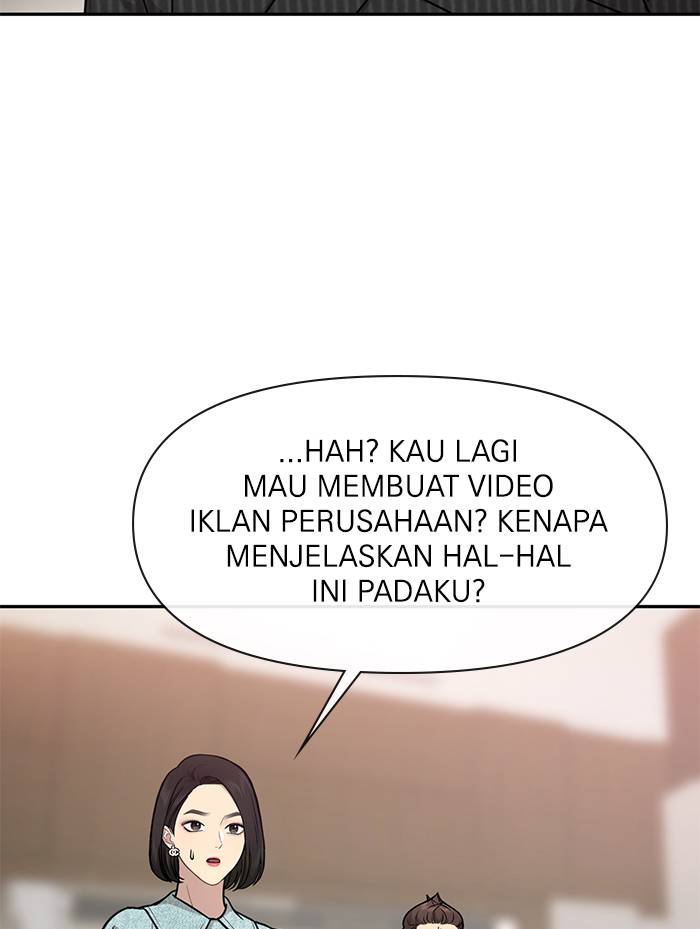 ...HAH? KAU LAGI
MAU MEMBUAT VIDEO
IKLAN PERUSAHAAN? KENAPA
MENJELASKAN HAL-HAL
INI PADAKU?